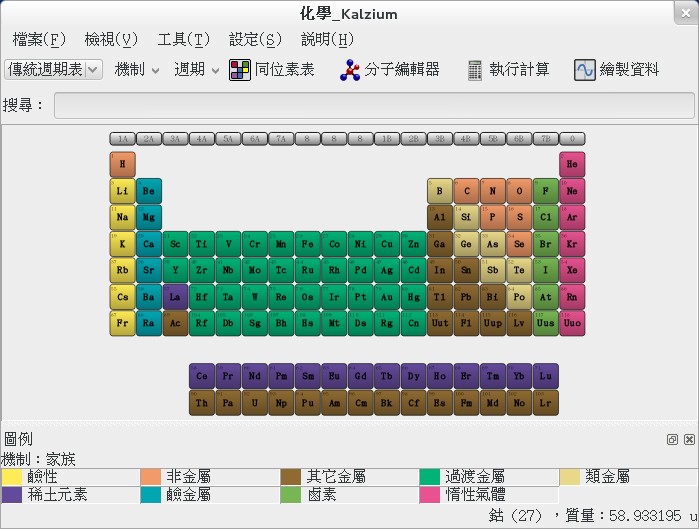 化學_Kalzium
檔案(F) 檢視(V) 工具(T) 設定(S) 說明(H)
傳統週期表 機制 週期 同位素表 分子編輯器 執行計算 繪製資料
搜尋：
1A 2A 3A 4A 5A 6A 7A 8 8 8 1B 2B 3B 4B 5B 6B 7B 0
H He
Li Be B C N O F Ne
Na Mg Al Si P S Cl Ar
K Ca Sc Ti V Cr Mn Fe Co Ni Cu Zn Ga Ge As Se Br Kr
Rb Sr Y Zr Nb Mo Tc Ru Rh Pd Ag Cd In Sn Sb Te I Xe
Cs Ba La Hf Ta W Re Os Ir Pt Au Hg Tl Pb Bi Po At Rn
Fr Ra Ac Rf Db Sg Bh Hs Mt Ds Rg Cn Uut Fl Uup Lv Uus Uuo
Ce Pr Nd Pm Sm Eu Gd Tb Dy Ho Er Tm Yb Lu
Th Pa U Np Pu Am Cm Bk Cf Es Fm Md No Lr
圖例
機制：家族
鹼性 非金屬 其它金屬 過渡金屬 類金屬
稀土元素 鹼金屬 鹵素 惰性氣體
鈷 (27)，質量：58.933195 u